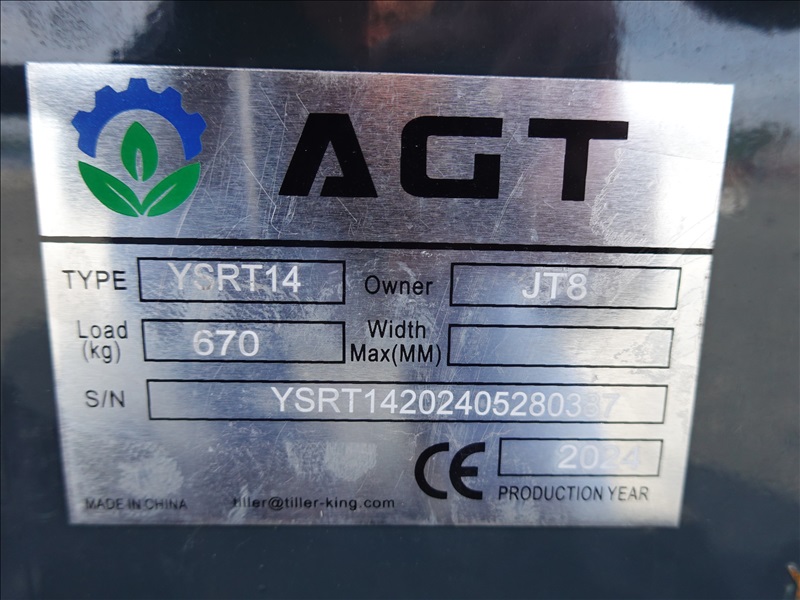 AGT
TYPE YSRT14 Owner JT8
Load (kg) 670 Width Max(MM)
S/N YSRT14202405280337
CE 2024
MADE IN CHINA tiller@tiller-king.com PRODUCTION YEAR